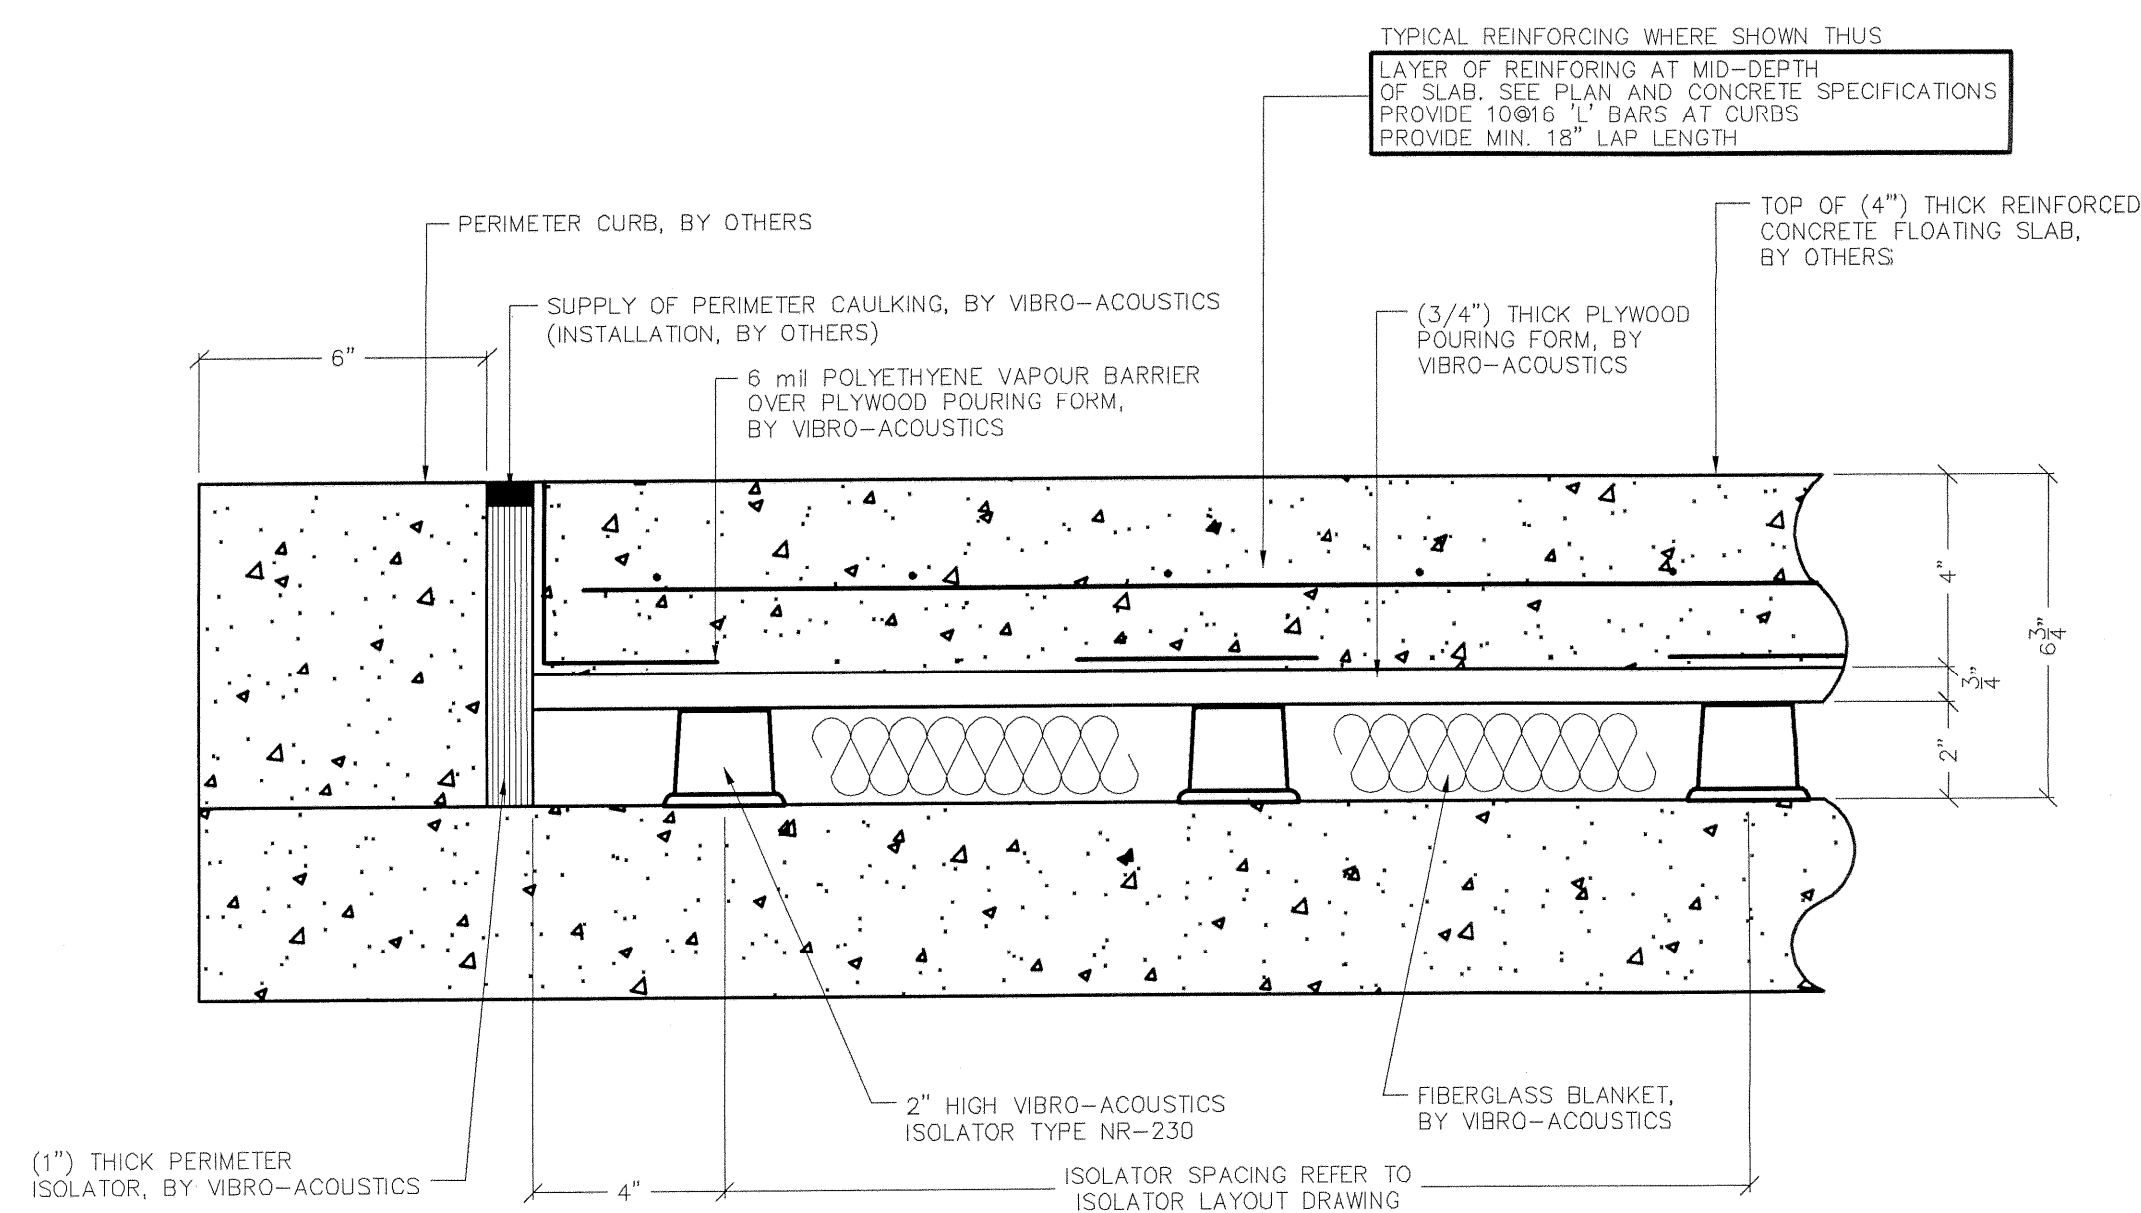 TYPICAL REINFORCING WHERE SHOWN THUS
LAYER OF REINFORING AT MID-DEPTH
OF SLAB. SEE PLAN AND CONCRETE SPECIFICATIONS
PROVIDE 10@16 'L' BARS AT CURBS
PROVIDE MIN. 18" LAP LENGTH
TOP OF (4"') THICK REINFORCED
CONCRETE FLOATING SLAB,
BY OTHERS
PERIMETER CURB, BY OTHERS
SUPPLY OF PERIMETER CAULKING, BY VIBRO-ACOUSTICS
(INSTALLATION, BY OTHERS)
(3/4") THICK PLYWOOD
POURING FORM, BY
VIBRO-ACOUSTICS
6"
6 mil POLYETHYENE VAPOUR BARRIER
OVER PLYWOOD POURING FORM,
BY VIBRO-ACOUSTICS
4"
6 3/4"
3/4"
2"
2" HIGH VIBRO-ACOUSTICS
ISOLATOR TYPE NR-230
FIBERGLASS BLANKET,
BY VIBRO-ACOUSTICS
(1") THICK PERIMETER
ISOLATOR, BY VIBRO-ACOUSTICS
4"
ISOLATOR SPACING REFER TO
ISOLATOR LAYOUT DRAWING